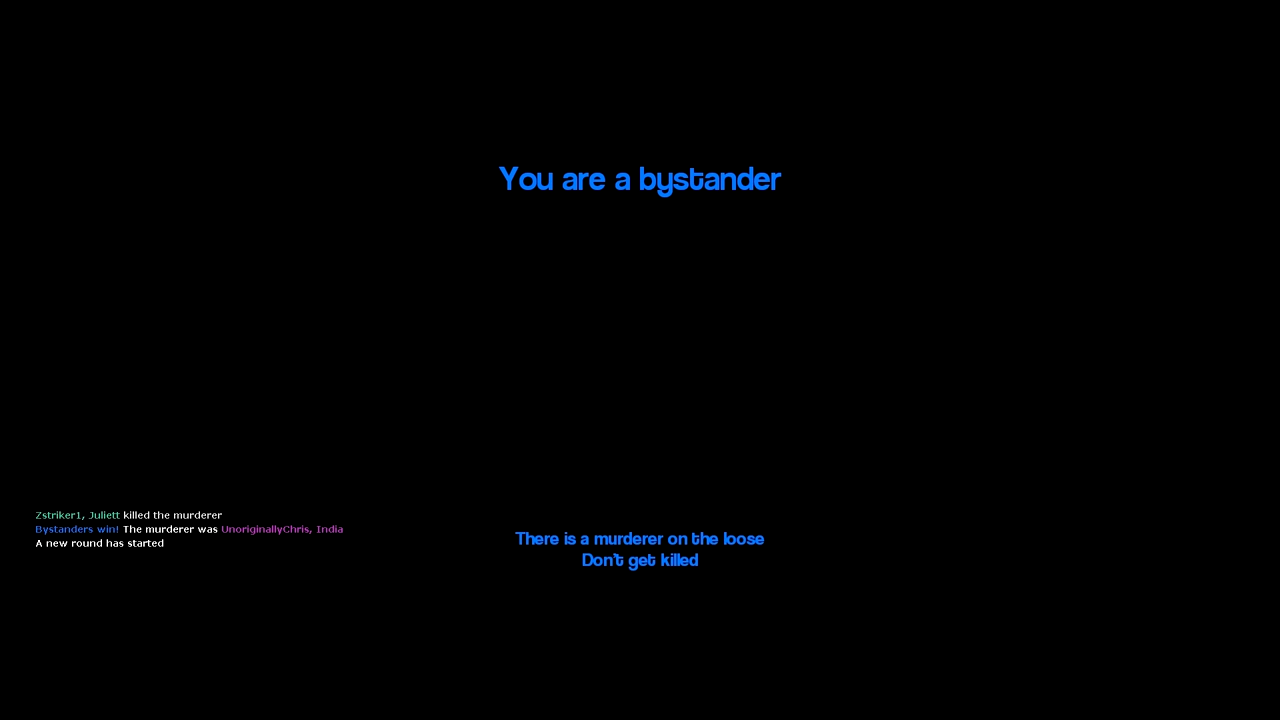 You are a bystander
Zstriker1, Juliett killed the murderer
Bystanders win! The murderer was UnoriginallyChris, India
A new round has started
There is a murderer on the loose
Don't get killed